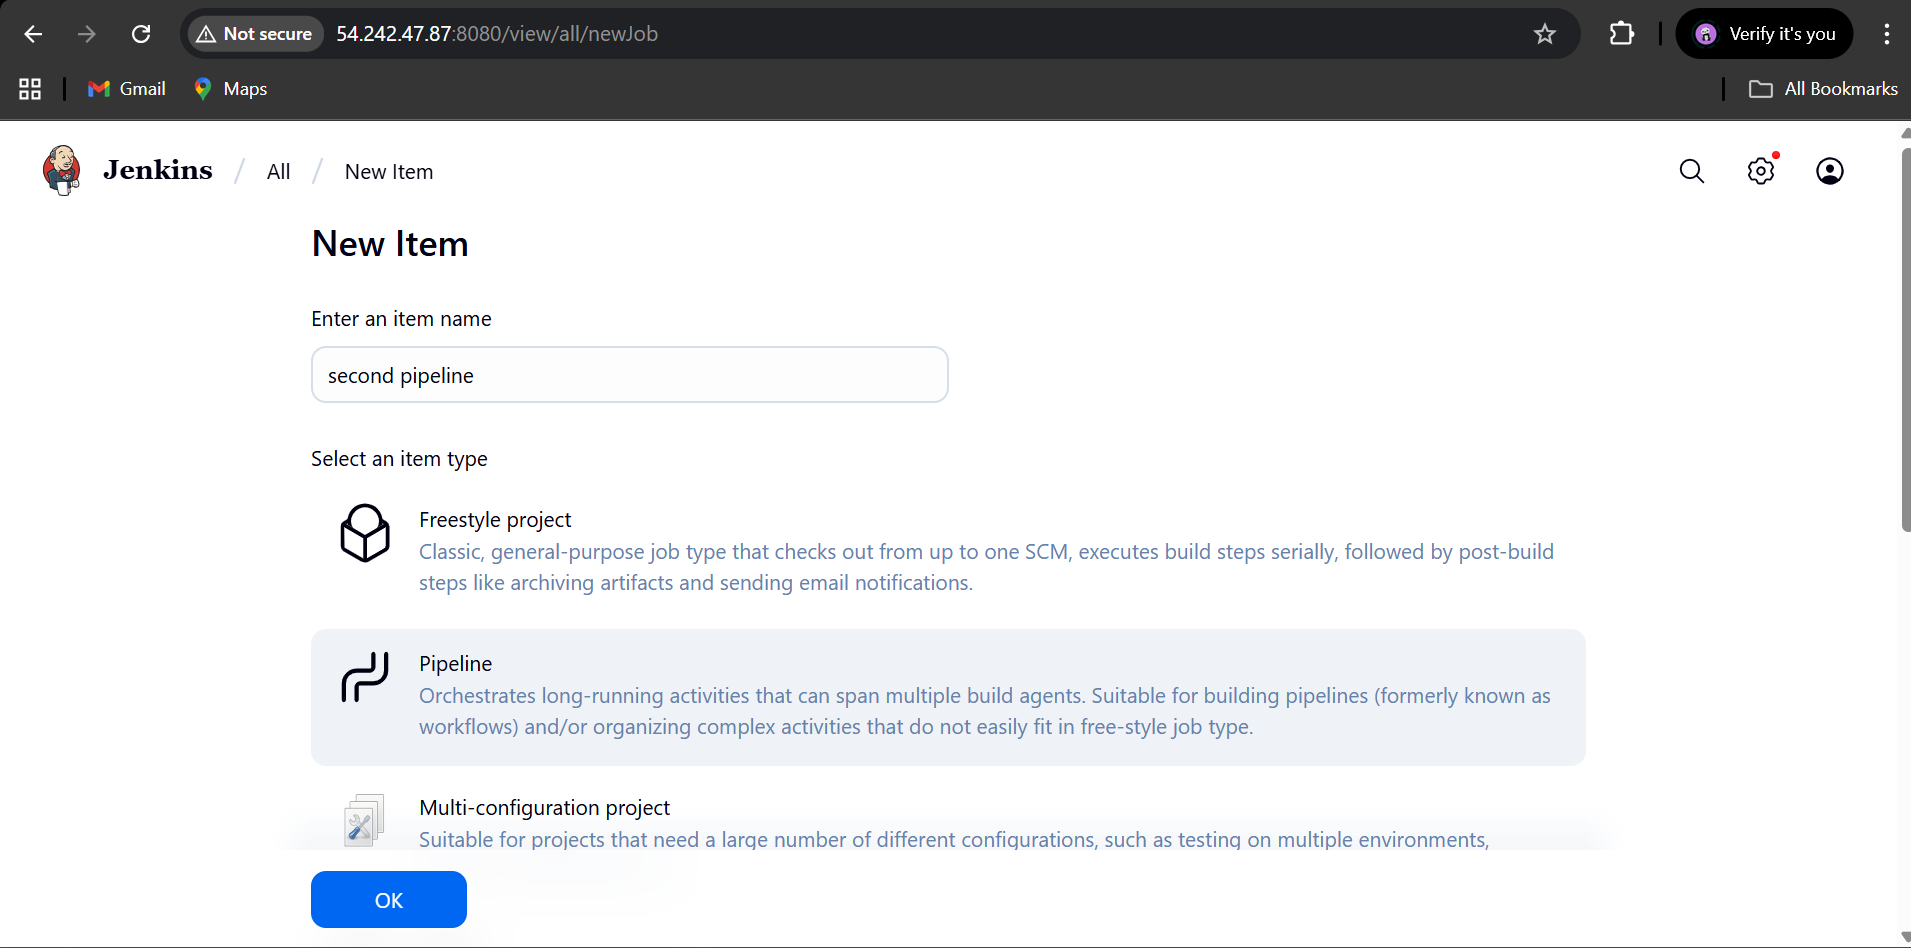 Not secure 54.242.47.87:8080/view/all/newJob Verify it's you
Gmail Maps All Bookmarks
Jenkins / All / New Item
New Item
Enter an item name
second pipeline
Select an item type
Freestyle project
Classic, general-purpose job type that checks out from up to one SCM, executes build steps serially, followed by post-build
steps like archiving artifacts and sending email notifications.
Pipeline
Orchestrates long-running activities that can span multiple build agents. Suitable for building pipelines (formerly known as
workflows) and/or organizing complex activities that do not easily fit in free-style job type.
Multi-configuration project
Suitable for projects that need a large number of different configurations, such as testing on multiple environments,
OK